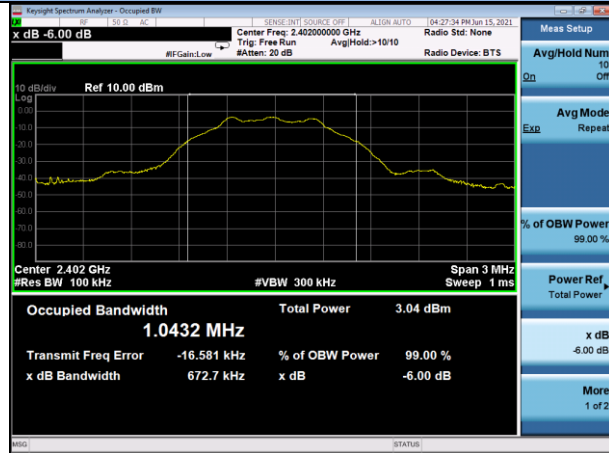 Keysight Spectrum Analyzer - Occupied BW
RF 50 Ω AC SENSE:INT SOURCE OFF ALIGN AUTO 04:27:34 PM Jun 15, 2021
x dB -6.00 dB
Center Freq: 2.402000000 GHz Radio Std: None
Trig: Free Run Avg|Hold:>10/10
#IFGain:Low #Atten: 20 dB Radio Device: BTS
10 dB/div Ref 10.00 dBm
Log
0.00
-10.0
-20.0
-30.0
-40.0
-50.0
-60.0
-70.0
-80.0
Center 2.402 GHz Span 3 MHz
#Res BW 100 kHz #VBW 300 kHz Sweep 1 ms
Occupied Bandwidth Total Power 3.04 dBm
1.0432 MHz
Transmit Freq Error -16.581 kHz % of OBW Power 99.00 %
x dB Bandwidth 672.7 kHz x dB -6.00 dB
MSG STATUS
Meas Setup
Avg/Hold Num
10
On Off
Avg Mode
Exp Repeat
% of OBW Power
99.00 %
Power Ref
Total Power
x dB
-6.00 dB
More
1 of 2